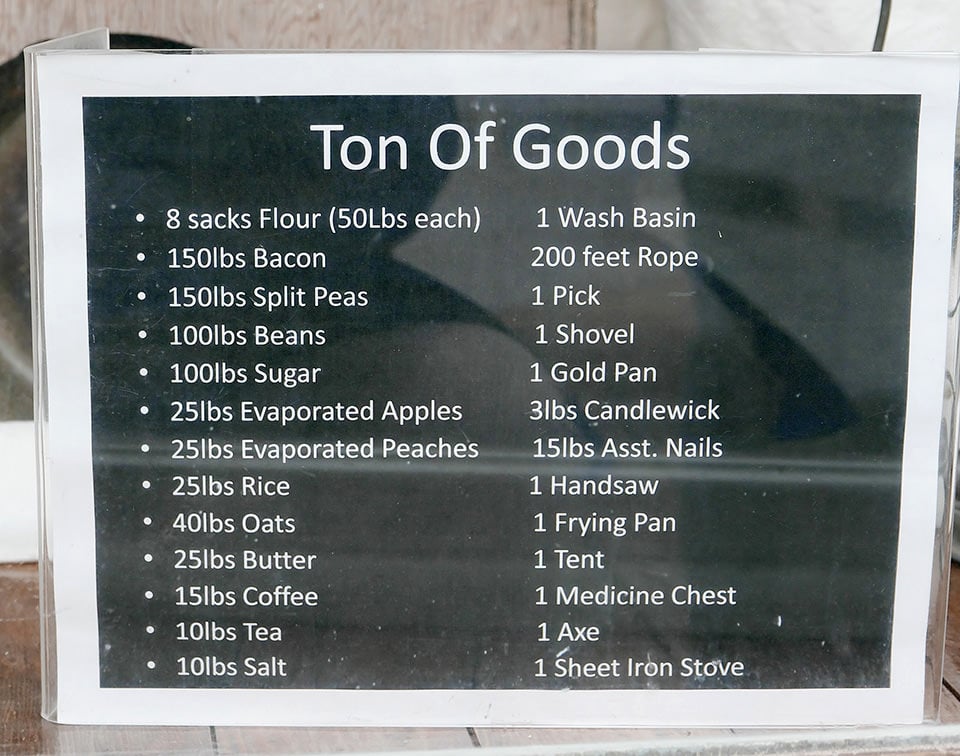 Ton Of Goods
• 8 sacks Flour (50Lbs each)
• 150lbs Bacon
• 150lbs Split Peas
• 100lbs Beans
• 100lbs Sugar
• 25lbs Evaporated Apples
• 25lbs Evaporated Peaches
• 25lbs Rice
• 40lbs Oats
• 25lbs Butter
• 15lbs Coffee
• 10lbs Tea
• 10lbs Salt
1 Wash Basin
200 feet Rope
1 Pick
1 Shovel
1 Gold Pan
3lbs Candlewick
15lbs Asst. Nails
1 Handsaw
1 Frying Pan
1 Tent
1 Medicine Chest
1 Axe
1 Sheet Iron Stove